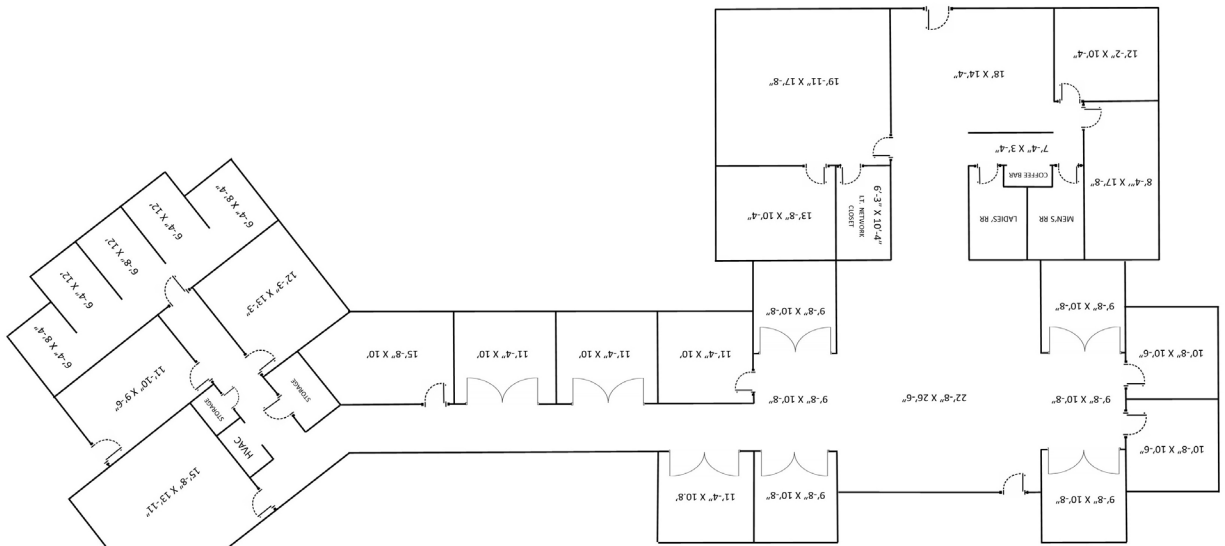 12'-2" X 10'-4"
18' X 14'-4"
19'-11" X 17'-8"
7'-4" X 3'-4"
COFFEE BAR
8'-4"' X 17'-8"
MEN'S RR
LADIES' RR
6'-3" X 10'-4"
I.T. NETWORK
CLOSET
13'-8" X 10'-4"
6'-4" X 8'-4"
6'-4" X 12'
6'-8" X 12'
6'-4" X 12'
6'-4" X 8'-4"
12'-3" X 13'-3"
9'-8" X 10'-8"
9'-8" X 10'-8"
10'-8" X 10'-6"
11'-4" X 10'
11'-4" X 10'
11'-4" X 10'
15'-8" X 10'
STORAGE
11'-10" X 9'-6"
STORAGE
HVAC
9'-8" X 10'-8"
22'-8" X 26'-6"
9'-8" X 10'-8"
10'-8" X 10'-6"
9'-8" X 10'-8"
9'-8" X 10'-8"
11'-4" X 10.8'
15'-8" X 13'-11"